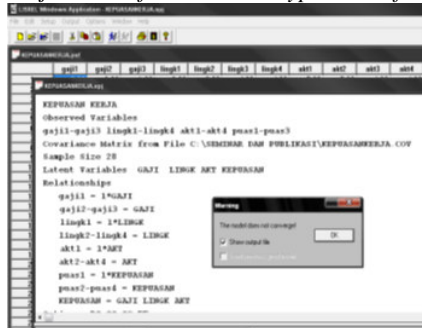 LISREL Windows Application - KEPUASANKERJA
File Edit Setup Output Options Window Help
KEPUASANKERJA.psf
gaji1 gaji2 gaji3 lingk1 lingk2 lingk3 lingk4 akt1 akt2 akt3 akt4
KEPUASANKERJA.spj
KEPUASAN KERJA
Observed Variables
gaji1-gaji3 lingk1-lingk4 akt1-akt4 puas1-puas3
Covariance Matrix from File C:\SEMINAR DAN PUBLIKASI\KEPUASANKERJA.COV
Sample Size 28
Latent Variables GAJI LINGK AKT KEPUASAN
Relationships
gaji1 = 1*GAJI
gaji2-gaji3 = GAJI
lingk1 = 1*LINGK
lingk2-lingk4 = LINGK
akt1 = 1*AKT
akt2-akt4 = AKT
puas1 = 1*KEPUASAN
puas2-puas4 = KEPUASAN
KEPUASAN = GAJI LINGK AKT
Warning
The model does not converge!
OK
Show output file